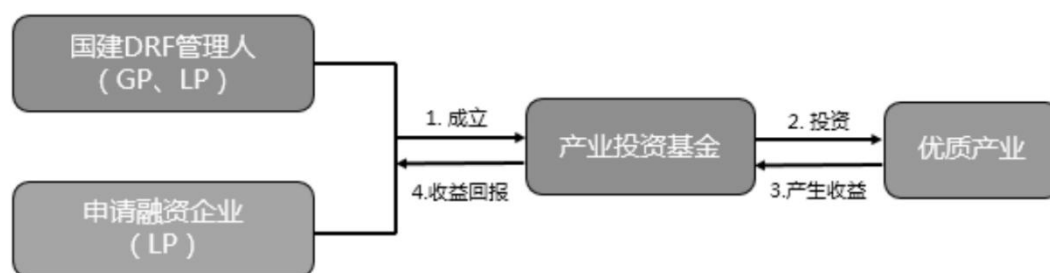 国建DRF管理人
（GP、LP）
1. 成立
2. 投资
产业投资基金
优质产业
4.收益回报
3.产生收益
申请融资企业
（LP）